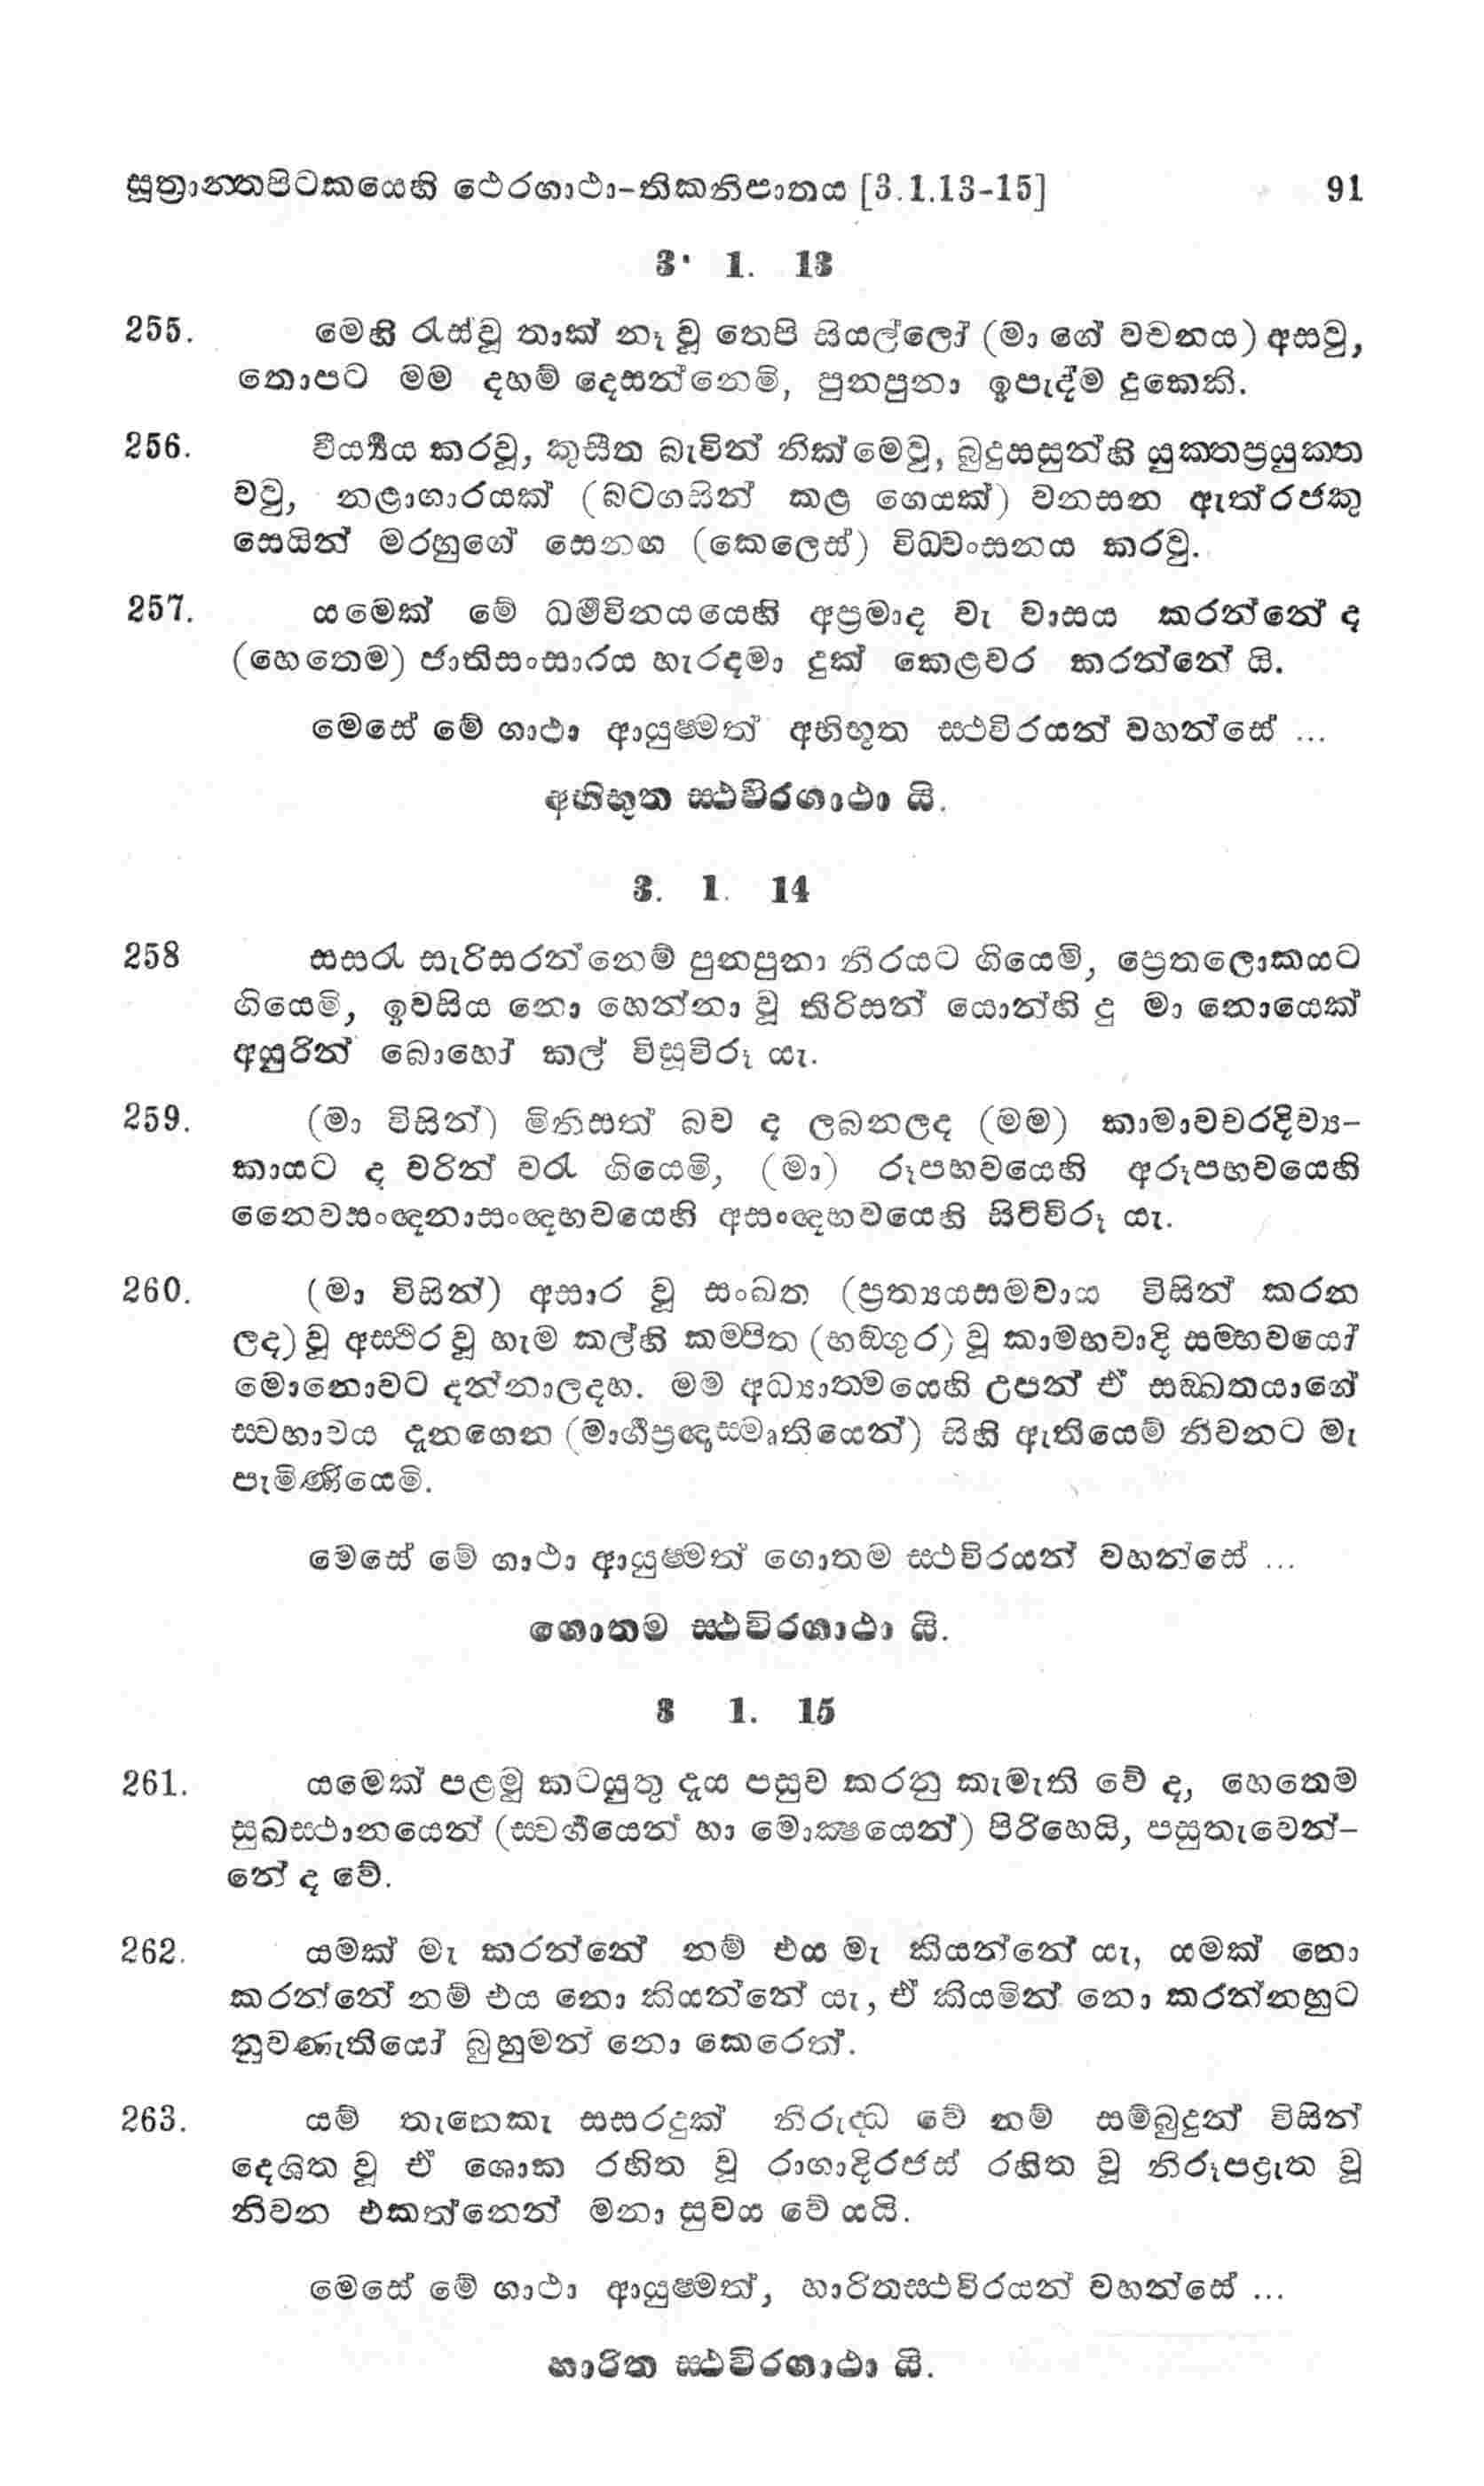 සූත්‍රාන්තපිටකයෙහි ථෙරගාථා-තිකනිපාතය [3.1.13-15] 91
3. 1. 13
255. මෙහි රැස්වූ තාක් නෑ වූ තෙපි සියල්ලෝ (මා ගේ වචනය) අසවු,
තොපට මම දහම් දෙසන්නෙමි, පුනපුනා ඉපැද්ම දුකෙකි.
256. වීර්‍ය්‍යය කරවූ, කුසීත බැවින් නික්මෙවු, බුදුසසුන්හි යුක්තප්‍රයුක්ත
වවු, නළාගාරයක් (බටගසින් කළ ගෙයක්) වනසන ඇත්රජකු
සෙයින් මරහුගේ සෙනඟ (කෙලෙස්) විධ්වංසනය කරවු.
257. යමෙක් මේ ධර්‍මවිනයයෙහි අප්‍රමාද වැ වාසය කරන්නේ ද
(හෙතෙම) ජාතිසංසාරය හැරදමා දුක් කෙළවර කරන්නේ යි.
මෙසේ මේ ගාථා ආයුෂ්මත් අභිභූත ස්ථවිරයන් වහන්සේ ...
අභිභූත ස්ථවිරගාථා යි.
3. 1. 14
258 සසරැ සැරිසරන්නෙම් පුනපුනා නිරයට ගියෙමි, ප්‍රෙතලොකයට
ගියෙමි, ඉවසිය නො හෙන්නා වූ තිරිසන් යොන්හි දු මා නොයෙක්
අයුරින් බොහෝ කල් විසූවිරූ යැ.
259. (මා විසින්) මිනිසත් බව ද ලබනලද (මම) කාමාවචරදිව්‍ය-
කායට ද වරින් වරැ ගියෙමි, (මා) රූපභවයෙහි අරූපභවයෙහි
නෛවසංඥනාසංඥභවයෙහි අසංඥභවයෙහි සිටිවිරූ යැ.
260. (මා විසින්) අසාර වූ සංඛත (ප්‍රත්‍යයසමවාය විසින් කරන
ලද) වූ අස්ථිර වූ හැම කල්හි කම්පිත (භඞ්ගුර) වූ කාමභවාදි සම්භවයෝ
මොනොවට දන්නාලදහ. මම අධ්‍යාත්මයෙහි උපන් ඒ සඞ්ඛතයාගේ
ස්වභාවය දැනගෙන (මාර්‍ගප්‍රඥාස්මෘතියෙන්) සිහි ඇතියෙම් නිවනට මැ
පැමිණියෙමි.
මෙසේ මේ ගාථා ආයුෂ්මත් ගොතම ස්ථවිරයන් වහන්සේ ...
ගොතම ස්ථවිරගාථා යි.
3 1. 15
261. යමෙක් පළමු කටයුතු දැය පසුව කරනු කැමැති වේ ද, හෙතෙම
සුඛස්ථානයෙන් (ස්වර්‍ගයෙන් හා මොක්ෂයෙන්) පිරිහෙයි, පසුතැවෙන්-
නේ ද වේ.
262. යමක් මැ කරන්නේ නම් එය මැ කියන්නේ යැ, යමක් නො
කරන්නේ නම් එය නො කියන්නේ යැ, ඒ කියමින් නො කරන්නහුට
නුවණැතියෝ බුහුමන් නො කෙරෙත්.
263. යම් තැනෙකැ සසරදුක් නිරුද්ධ වේ නම් සම්බුදුන් විසින්
දෙශිත වූ ඒ ශොක රහිත වූ රාගාදිරජස් රහිත වූ නිරුපද්‍රැත වූ
නිවන එකත්නෙන් මනා සුවය වේ යයි.
මෙසේ මේ ගාථා ආයුෂ්මත්, හාරිතස්ථවිරයන් වහන්සේ ...
හාරිත ස්ථවිරගාථා යි.